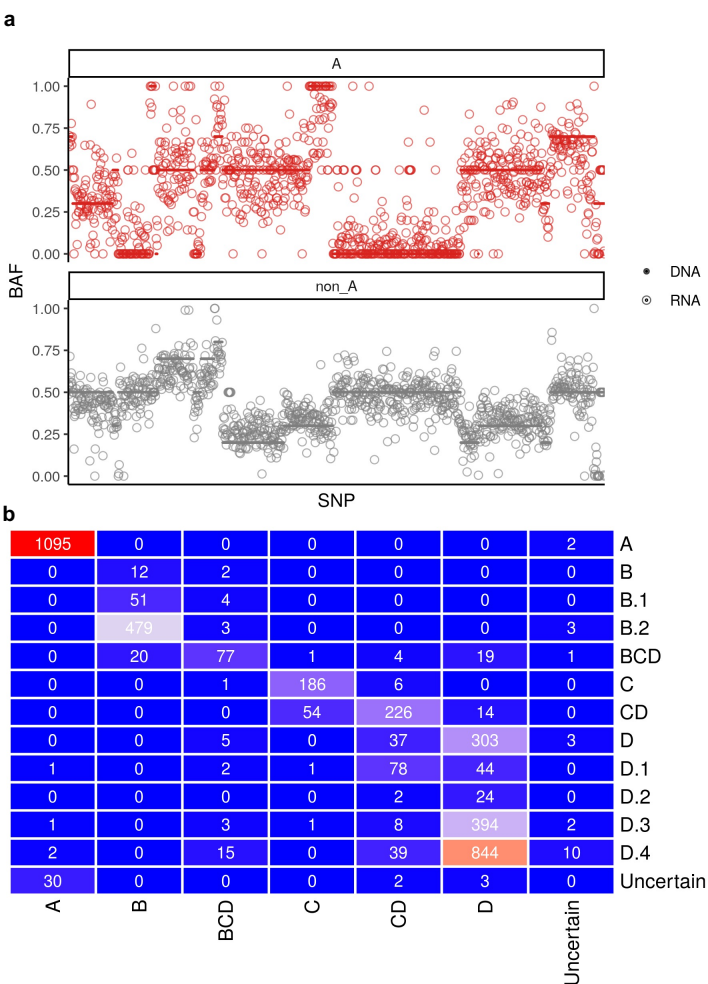 a
A
1.00
0.75
0.50
0.25
0.00
BAF
non_A
1.00
0.75
0.50
0.25
0.00
SNP
DNA
RNA
b
1095 0 0 0 0 0 2 A
0 12 2 0 0 0 0 B
0 51 4 0 0 0 0 B.1
0 479 3 0 0 0 3 B.2
0 20 77 1 4 19 1 BCD
0 0 1 186 6 0 0 C
0 0 0 54 226 14 0 CD
0 0 5 0 37 303 3 D
1 0 2 1 78 44 0 D.1
0 0 0 0 2 24 0 D.2
1 0 3 1 8 394 2 D.3
2 0 15 0 39 844 10 D.4
30 0 0 0 2 3 0 Uncertain
A B BCD C CD D Uncertain